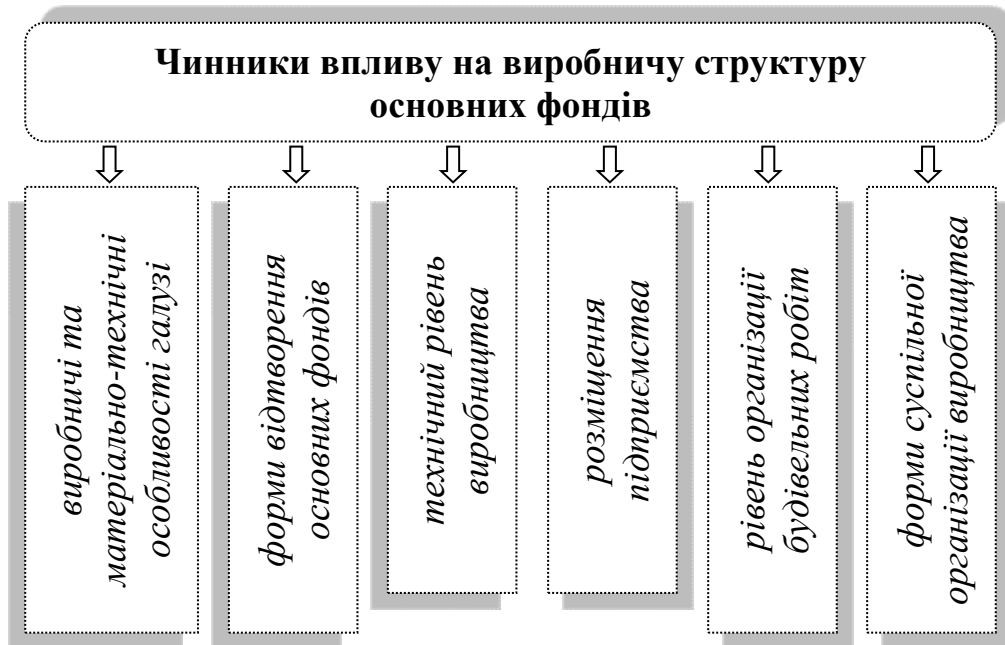 Чинники впливу на виробничу структуру
основних фондів
виробничі та
матеріально-технічні
особливості галузі
форми відтворення
основних фондів
технічний рівень
виробництва
розміщення
підприємства
рівень організації
будівельних робіт
форми суспільної
організації виробництва